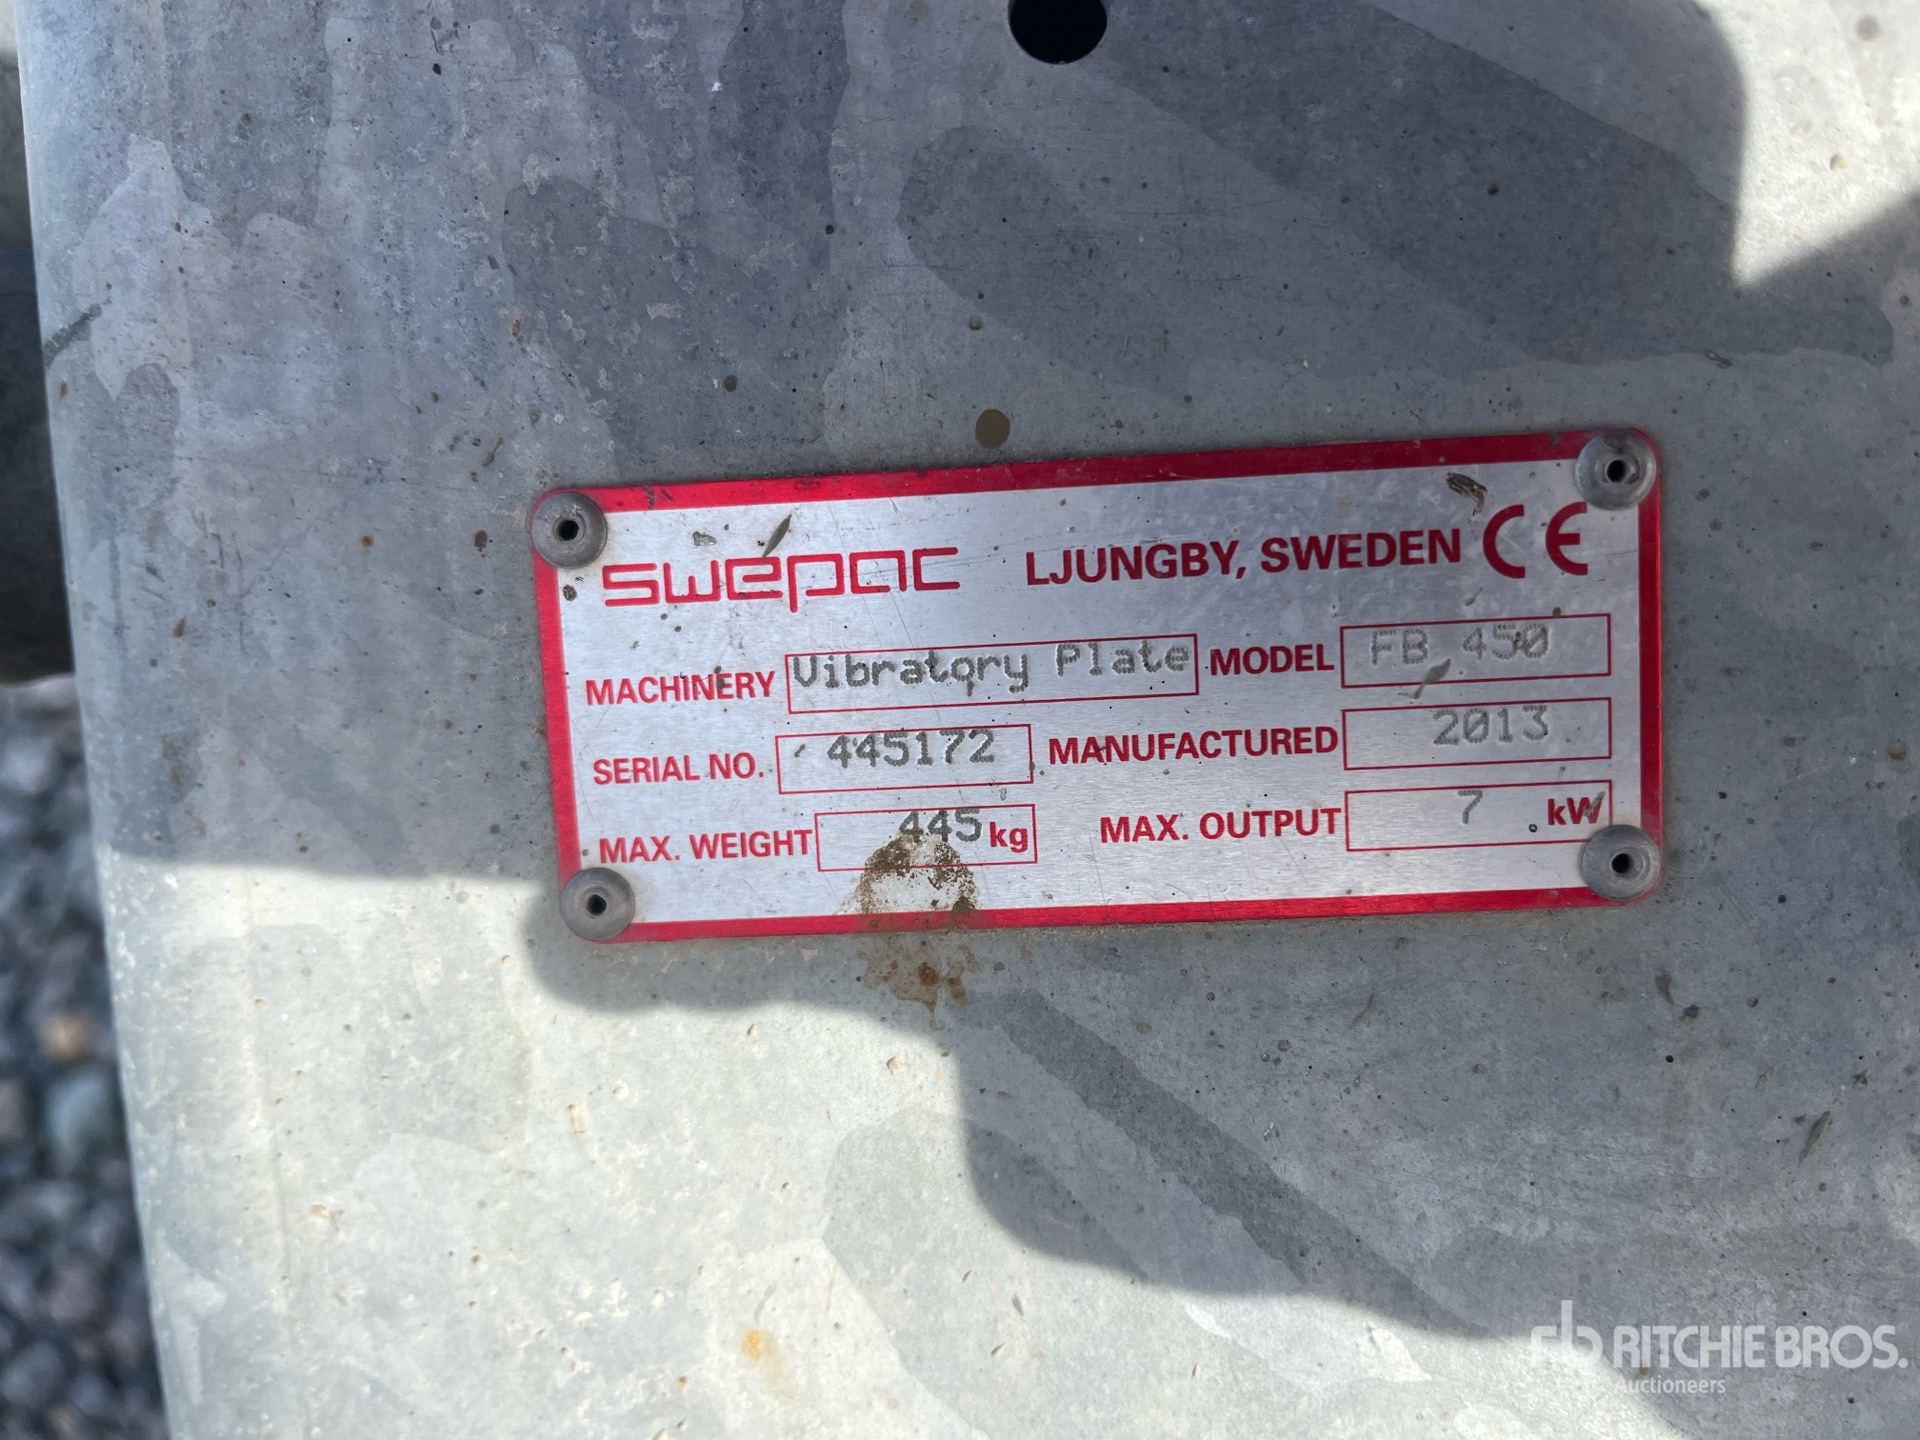 swepac LJUNGBY, SWEDEN CE
MACHINERY Vibratory Plate MODEL FB 450
SERIAL NO. 445172 MANUFACTURED 2013
MAX. WEIGHT 445 kg MAX. OUTPUT 7 kW
rb RITCHIE BROS.
Auctioneers